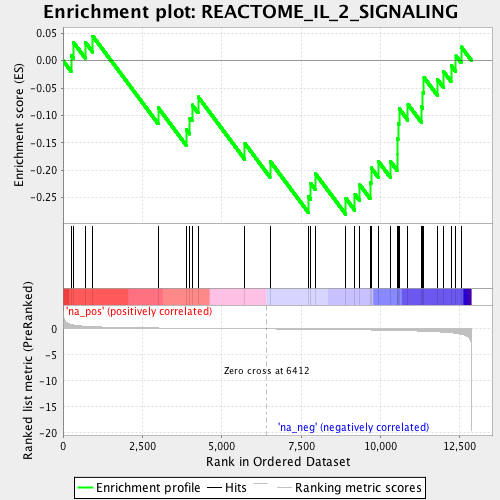 Enrichment plot: REACTOME_IL_2_SIGNALING
Enrichment score (ES)
0.05
0.00
-0.05
-0.10
-0.15
-0.20
-0.25
'na_pos' (positively correlated)
Ranked list metric (PreRanked)
0
-5
-10
-15
-20
Zero cross at 6412
'na_neg' (negatively correlated)
0
2,500
5,000
7,500
10,000
12,500
Rank in Ordered Dataset
Enrichment profile
Hits
Ranking metric scores